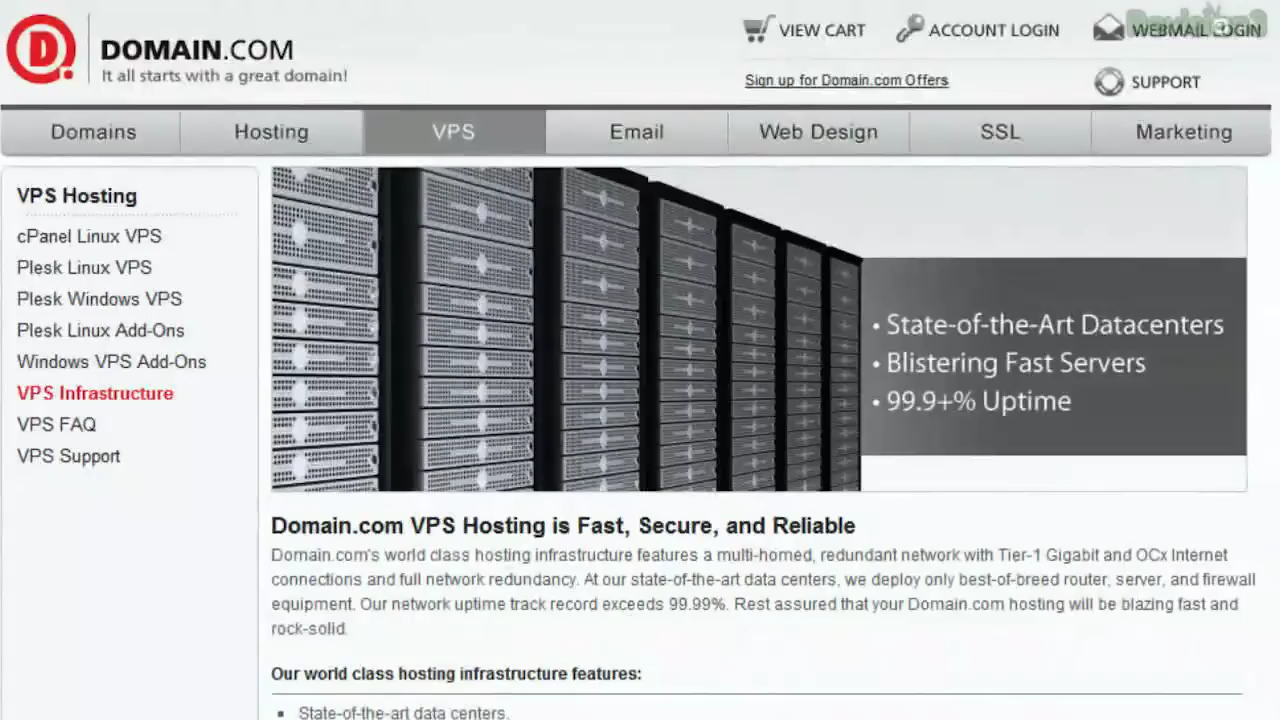 DOMAIN.COM
It all starts with a great domain!
VIEW CART
ACCOUNT LOGIN
WEBMAIL LOGIN
Sign up for Domain.com Offers
SUPPORT
Domains
Hosting
VPS
Email
Web Design
SSL
Marketing
VPS Hosting
cPanel Linux VPS
Plesk Linux VPS
Plesk Windows VPS
Plesk Linux Add-Ons
Windows VPS Add-Ons
VPS Infrastructure
VPS FAQ
VPS Support
• State-of-the-Art Datacenters
• Blistering Fast Servers
• 99.9+% Uptime
Domain.com VPS Hosting is Fast, Secure, and Reliable
Domain.com's world class hosting infrastructure features a multi-homed, redundant network with Tier-1 Gigabit and OCx Internet
connections and full network redundancy. At our state-of-the-art data centers, we deploy only best-of-breed router, server, and firewall
equipment. Our network uptime track record exceeds 99.99%. Rest assured that your Domain.com hosting will be blazing fast and
rock-solid.
Our world class hosting infrastructure features:
▪ State-of-the-art data centers.